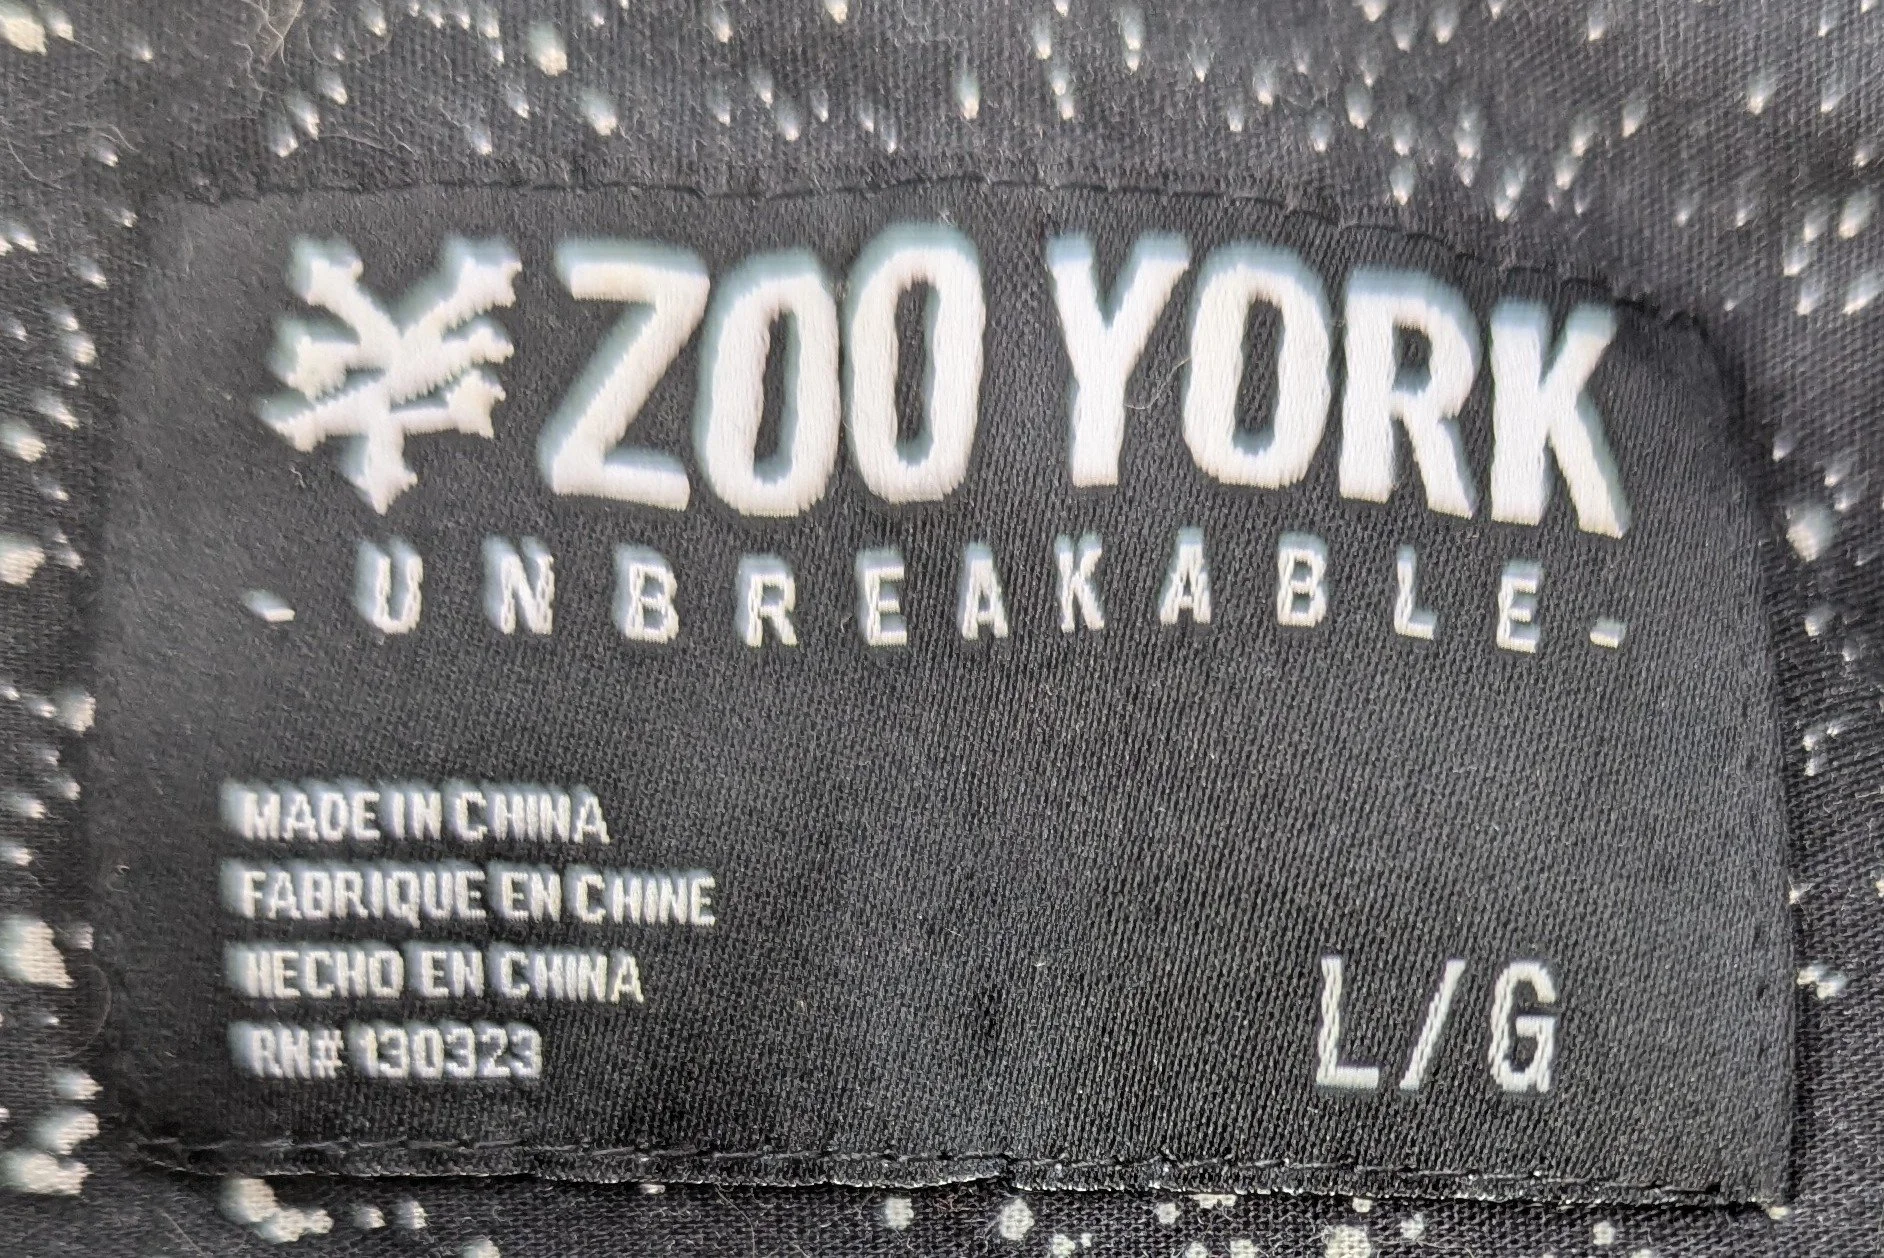 ZOO YORK
- UNBREAKABLE -
MADE IN CHINA
FABRIQUE EN CHINE
HECHO EN CHINA
RN# 130323
L/G